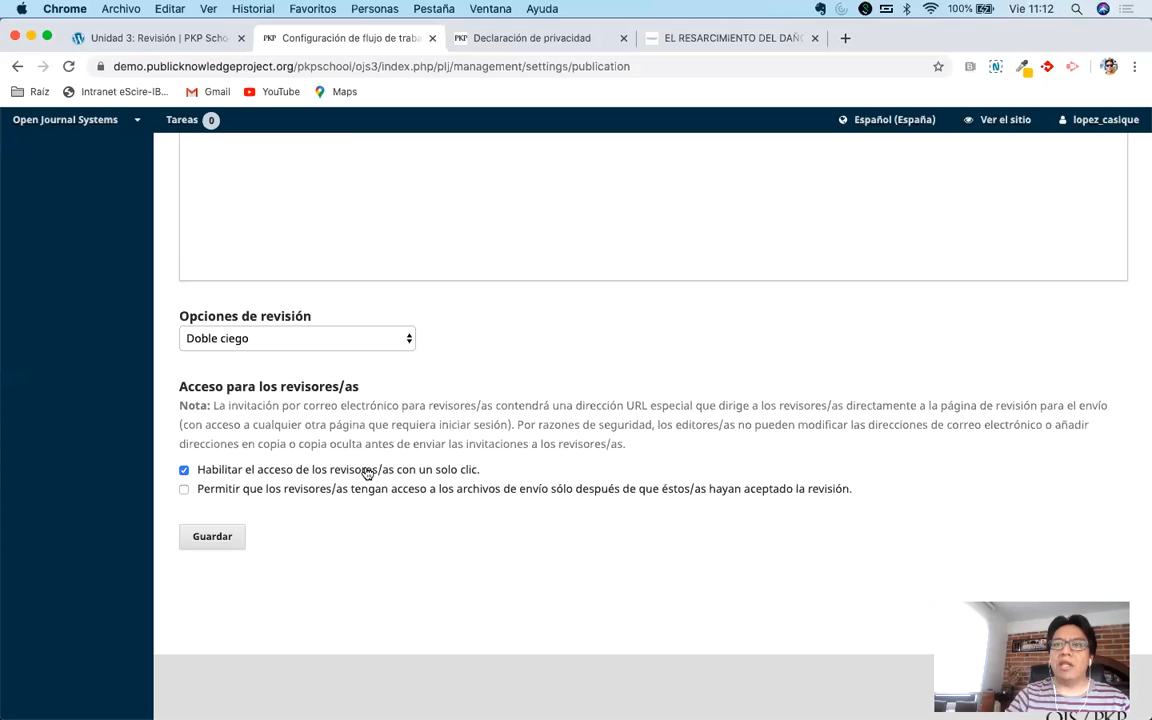 Chrome Archivo Editar Ver Historial Favoritos Personas Pestaña Ventana Ayuda 100% Vie 11:12
Unidad 3: Revisión | PKP Scho Configuración de flujo de traba PKP Declaración de privacidad EL RESARCIMIENTO DEL DAÑO
demo.publicknowledgeproject.org/pkpschool/ojs3/index.php/plj/management/settings/publication
Raíz Intranet eScire-IB... Gmail YouTube Maps
Open Journal Systems Tareas 0 Español (España) Ver el sitio lopez_casique
Opciones de revisión
Doble ciego
Acceso para los revisores/as
Nota: La invitación por correo electrónico para revisores/as contendrá una dirección URL especial que dirige a los revisores/as directamente a la página de revisión para el envío
(con acceso a cualquier otra página que requiera iniciar sesión). Por razones de seguridad, los editores/as no pueden modificar las direcciones de correo electrónico o añadir
direcciones en copia o copia oculta antes de enviar las invitaciones a los revisores/as.
Habilitar el acceso de los revisores/as con un solo clic.
Permitir que los revisores/as tengan acceso a los archivos de envío sólo después de que éstos/as hayan aceptado la revisión.
Guardar